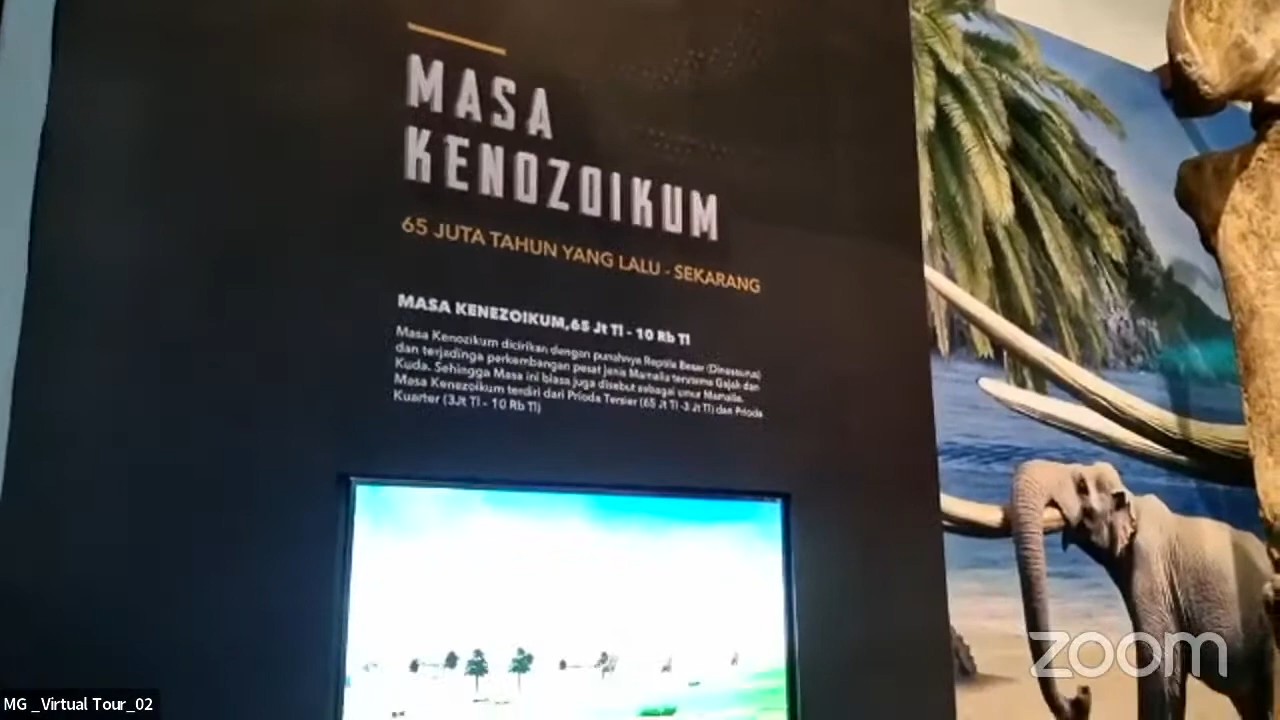 MASA
KENOZOIKUM
65 JUTA TAHUN YANG LALU - SEKARANG
MASA KENEZOIKUM,65 Jt Tl - 10 Rb Tl
Masa Kenozikum dicirikan dengan punahnya Reptila Besar (Dinosaurus)
dan terjadinga perkembangan pesat jenis Mamalia terutama Gajah dan
Kuda. Sehingga Masa ini biasa juga disebut sebagai umur Mamalia.
Masa Kenezoikum terdiri dari Prioda Tersier (65 Jt Tl -3 Jt Tl) dan Prioda
Kuarter (3Jt Tl - 10 Rb Tl)
zoom
MG _Virtual Tour_02